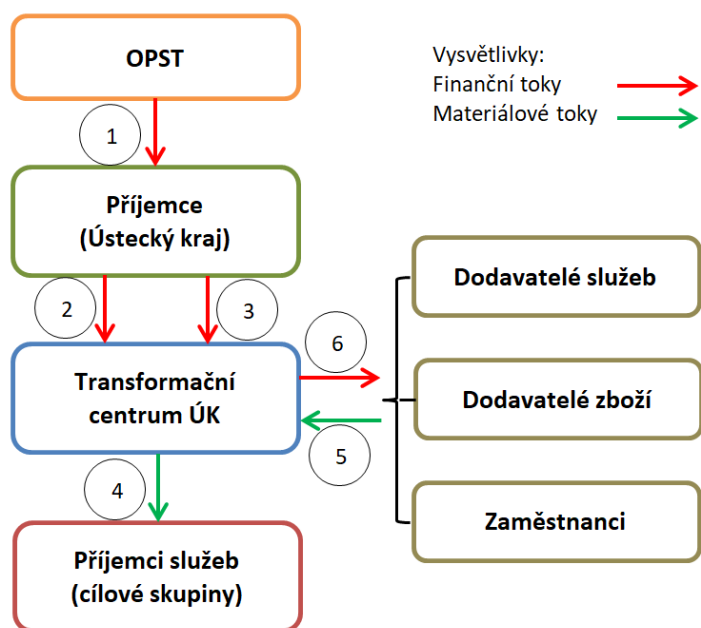 OPST
Vysvětlivky:
Finanční toky
Materiálové toky
1
Příjemce
(Ústecký kraj)
2
3
Dodavatelé služeb
6
Transformační
centrum ÚK
Dodavatelé zboží
5
4
Zaměstnanci
Příjemci služeb
(cílové skupiny)